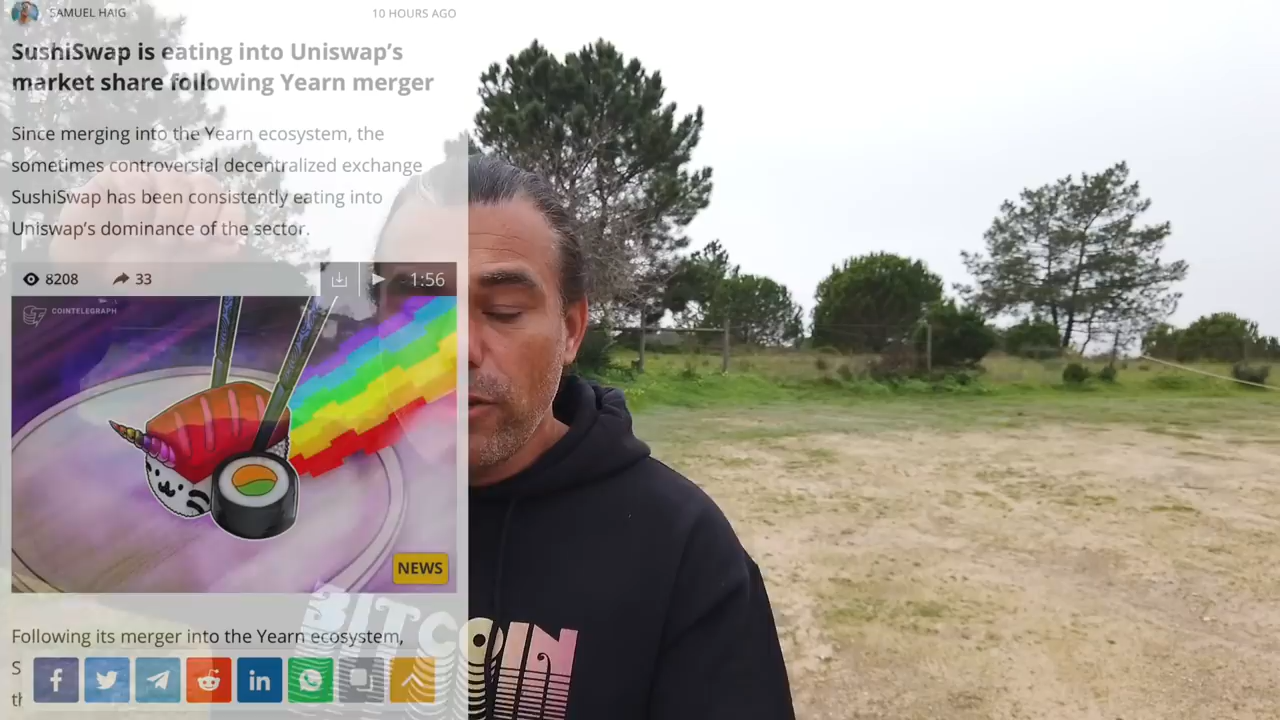 SAMUEL HAIG
10 HOURS AGO
SushiSwap is eating into Uniswap's
market share following Yearn merger
Since merging into the Yearn ecosystem, the
sometimes controversial decentralized exchange
SushiSwap has been consistently eating into
Uniswap's dominance of the sector.
8208
33
1:56
COINTELEGRAPH
NEWS
Following its merger into the Yearn ecosystem,
BITCOIN